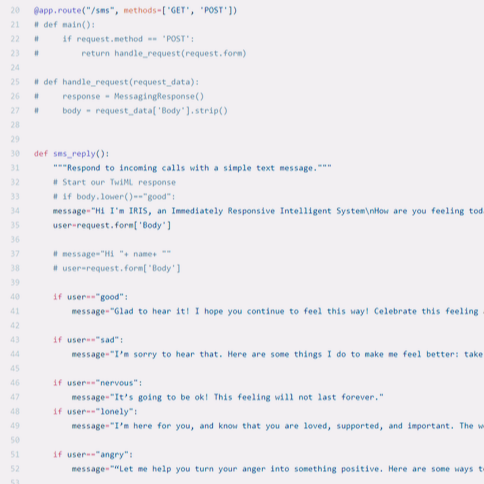 20 @app.route("/sms", methods=['GET', 'POST'])
21 # def main():
22 #     if request.method == 'POST':
23 #         return handle_request(request.form)
24
25 # def handle_request(request_data):
26 #     response = MessagingResponse()
27 #     body = request_data['Body'].strip()
28
29
30 def sms_reply():
31     """Respond to incoming calls with a simple text message."""
32     # Start our TwiML response
33     # if body.lower()=="good":
34     message="Hi I'm IRIS, an Immediately Responsive Intelligent System\nHow are you feeling tod
35     user=request.form['Body']
36
37     # message="Hi "+ name+ ""
38     # user=request.form['Body']
39
40     if user=="good":
41         message="Glad to hear it! I hope you continue to feel this way! Celebrate this feeling
42
43     if user=="sad":
44         message="I’m sorry to hear that. Here are some things I do to make me feel better: take
45
46     if user=="nervous":
47         message="It’s going to be ok! This feeling will not last forever."
48     if user=="lonely":
49         message="I’m here for you, and know that you are loved, supported, and important. The w
50
51     if user=="angry":
52         message="“Let me help you turn your anger into something positive. Here are some ways t
53